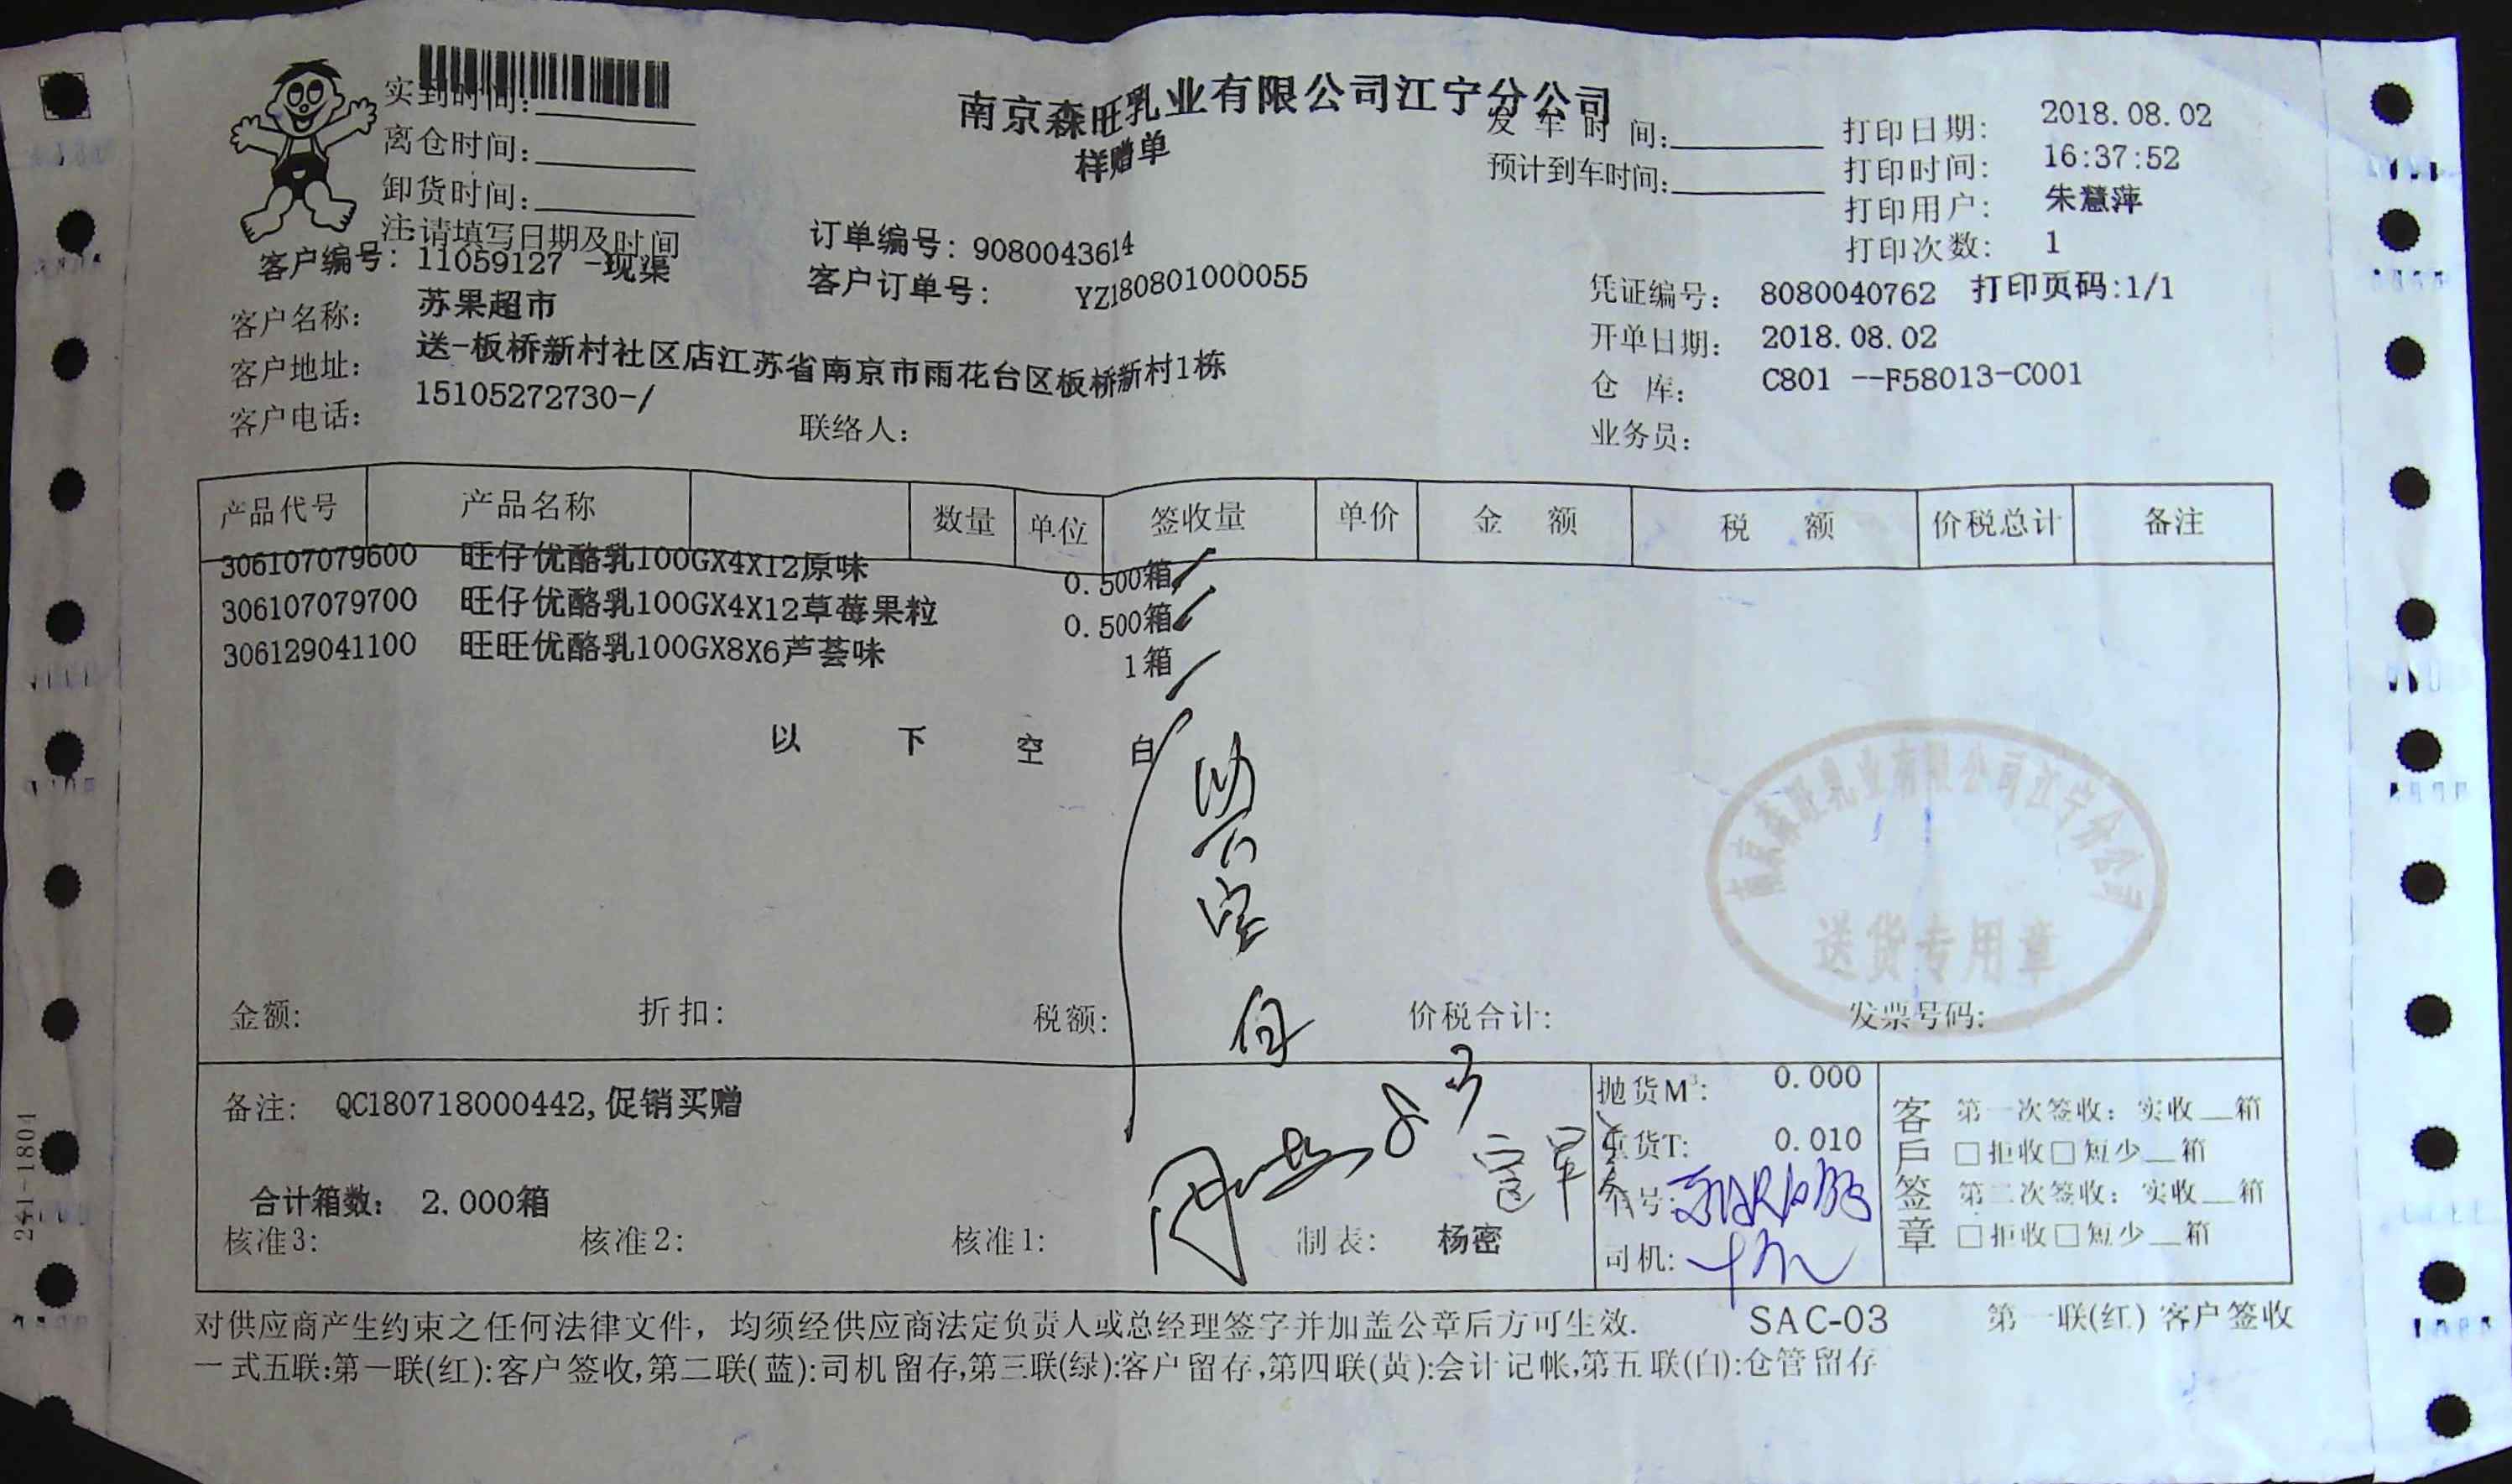 南京森旺乳业有限公司江宁分公司
样赠单
实到时间:
离仓时间:
卸货时间:
注:请填写日期及时间
发车时间:
预计到车时间:
打印日期: 2018.08.02
打印时间: 16:37:52
打印用户: 朱慧萍
打印次数: 1
客户编号: 11059127 -现渠
订单编号: 9080043614
客户订单号: YZ180801000055
凭证编号: 8080040762 打印页码:1/1
客户名称: 苏果超市
开单日期: 2018.08.02
客户地址: 送-板桥新村社区店江苏省南京市雨花台区板桥新村1栋
仓 库: C801 --F58013-C001
客户电话: 15105272730-/
联络人:
业务员:
产品代号 产品名称 数量 单位 签收量 单价 金 额 税 额 价税总计 备注
306107079600 旺仔优酪乳100GX4X12原味 0.500箱
306107079700 旺仔优酪乳100GX4X12草莓果粒 0.500箱
306129041100 旺旺优酪乳100GX8X6芦荟味 1箱
以 下 空 白
以下空白
南京森旺乳业有限公司江宁分公司
送货专用章
金额: 折扣: 税额: 价税合计: 发票号码:
备注: QC180718000442,促销买赠
合计箱数: 2.000箱
核准3: 核准2: 核准1: 制表: 杨密
抛货M³: 0.000
重货T: 0.010
车号:
司机:
客戶签章
第一次签收: 实收__箱
□拒收□短少__箱
第二次签收: 实收__箱
□拒收□短少__箱
对供应商产生约束之任何法律文件，均须经供应商法定负责人或总经理签字并加盖公章后方可生效. SAC-03 第一联(红)客户签收
一式五联:第一联(红):客户签收,第二联(蓝):司机留存,第三联(绿):客户留存,第四联(黄):会计记帐,第五联(白):仓管留存